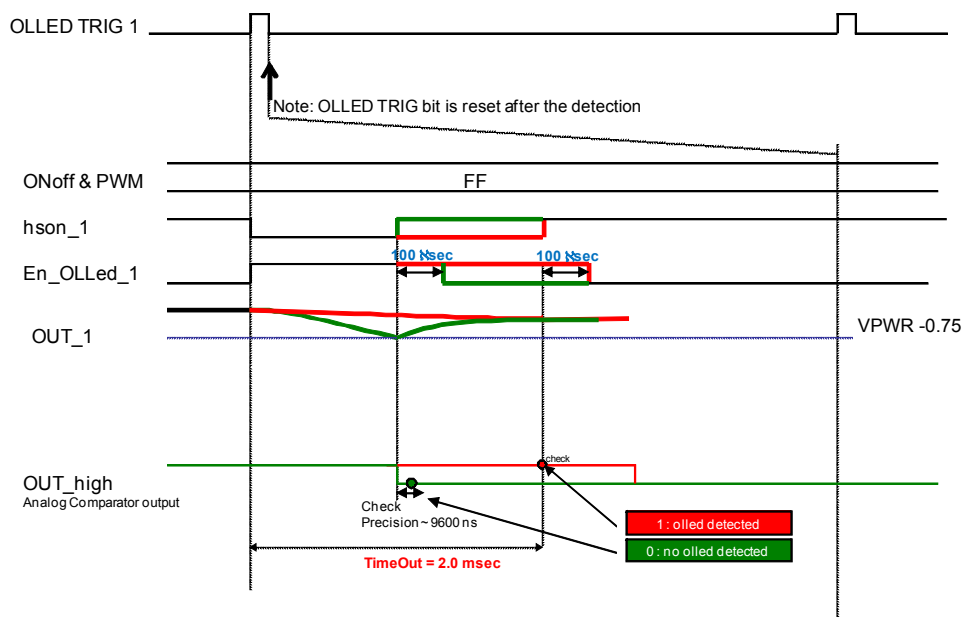 OLLED TRIG 1
Note: OLLED TRIG bit is reset after the detection
ONoff & PWM
FF
hson_1
100 ℵsec
100 ℵsec
En_OLLed_1
OUT_1
VPWR -0.75
check
OUT_high
Analog Comparator output
Check
Precision ~ 9600 ns
1 : olled detected
0 : no olled detected
TimeOut = 2.0 msec